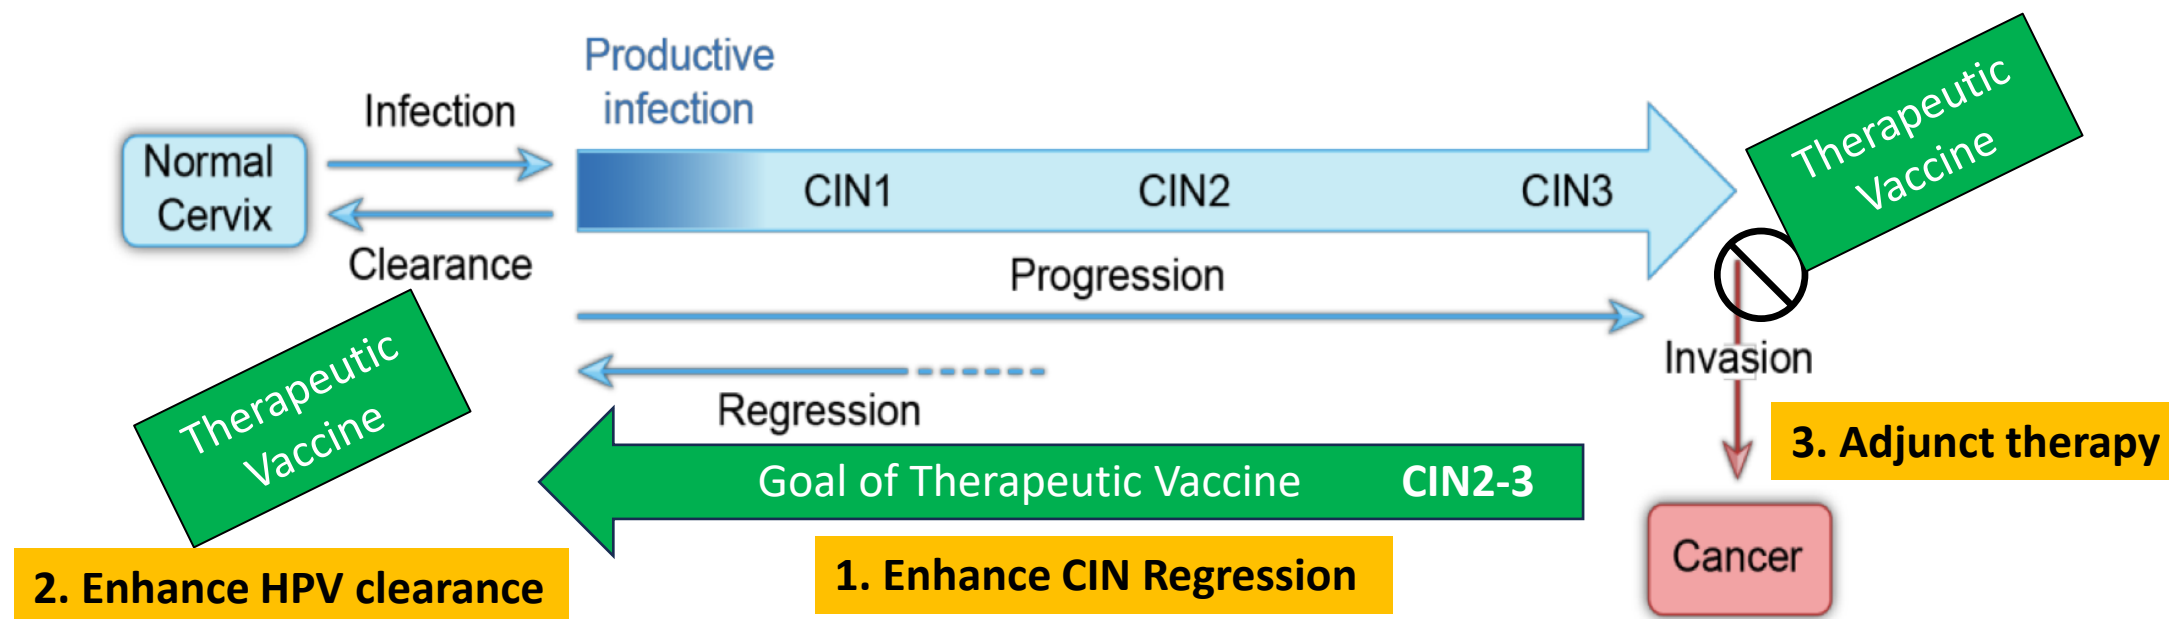 Productive
infection
Infection
Normal
Cervix
Clearance
CIN1
CIN2
CIN3
Progression
Therapeutic
Vaccine
Invasion
Regression
Therapeutic
Vaccine
Goal of Therapeutic Vaccine CIN2-3
3. Adjunct therapy
Cancer
1. Enhance CIN Regression
2. Enhance HPV clearance